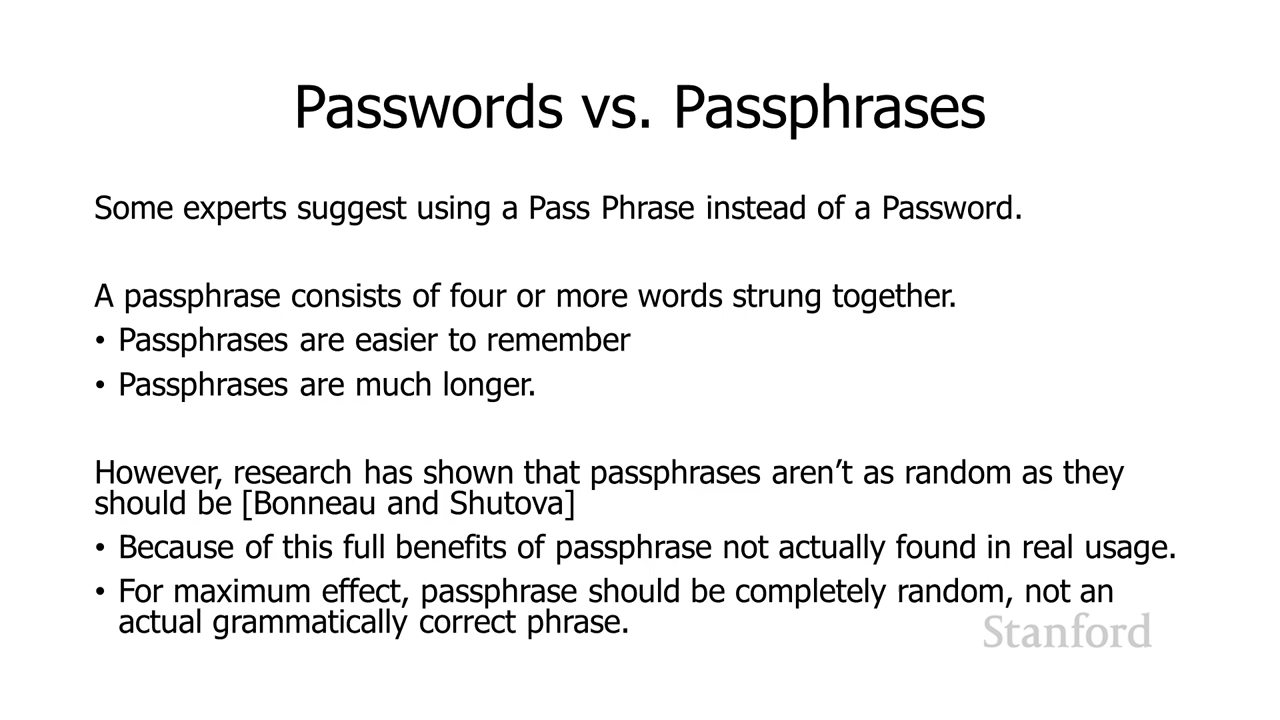 Passwords vs. Passphrases
Some experts suggest using a Pass Phrase instead of a Password.
A passphrase consists of four or more words strung together.
• Passphrases are easier to remember
• Passphrases are much longer.
However, research has shown that passphrases aren’t as random as they
should be [Bonneau and Shutova]
• Because of this full benefits of passphrase not actually found in real usage.
• For maximum effect, passphrase should be completely random, not an
actual grammatically correct phrase.
Stanford